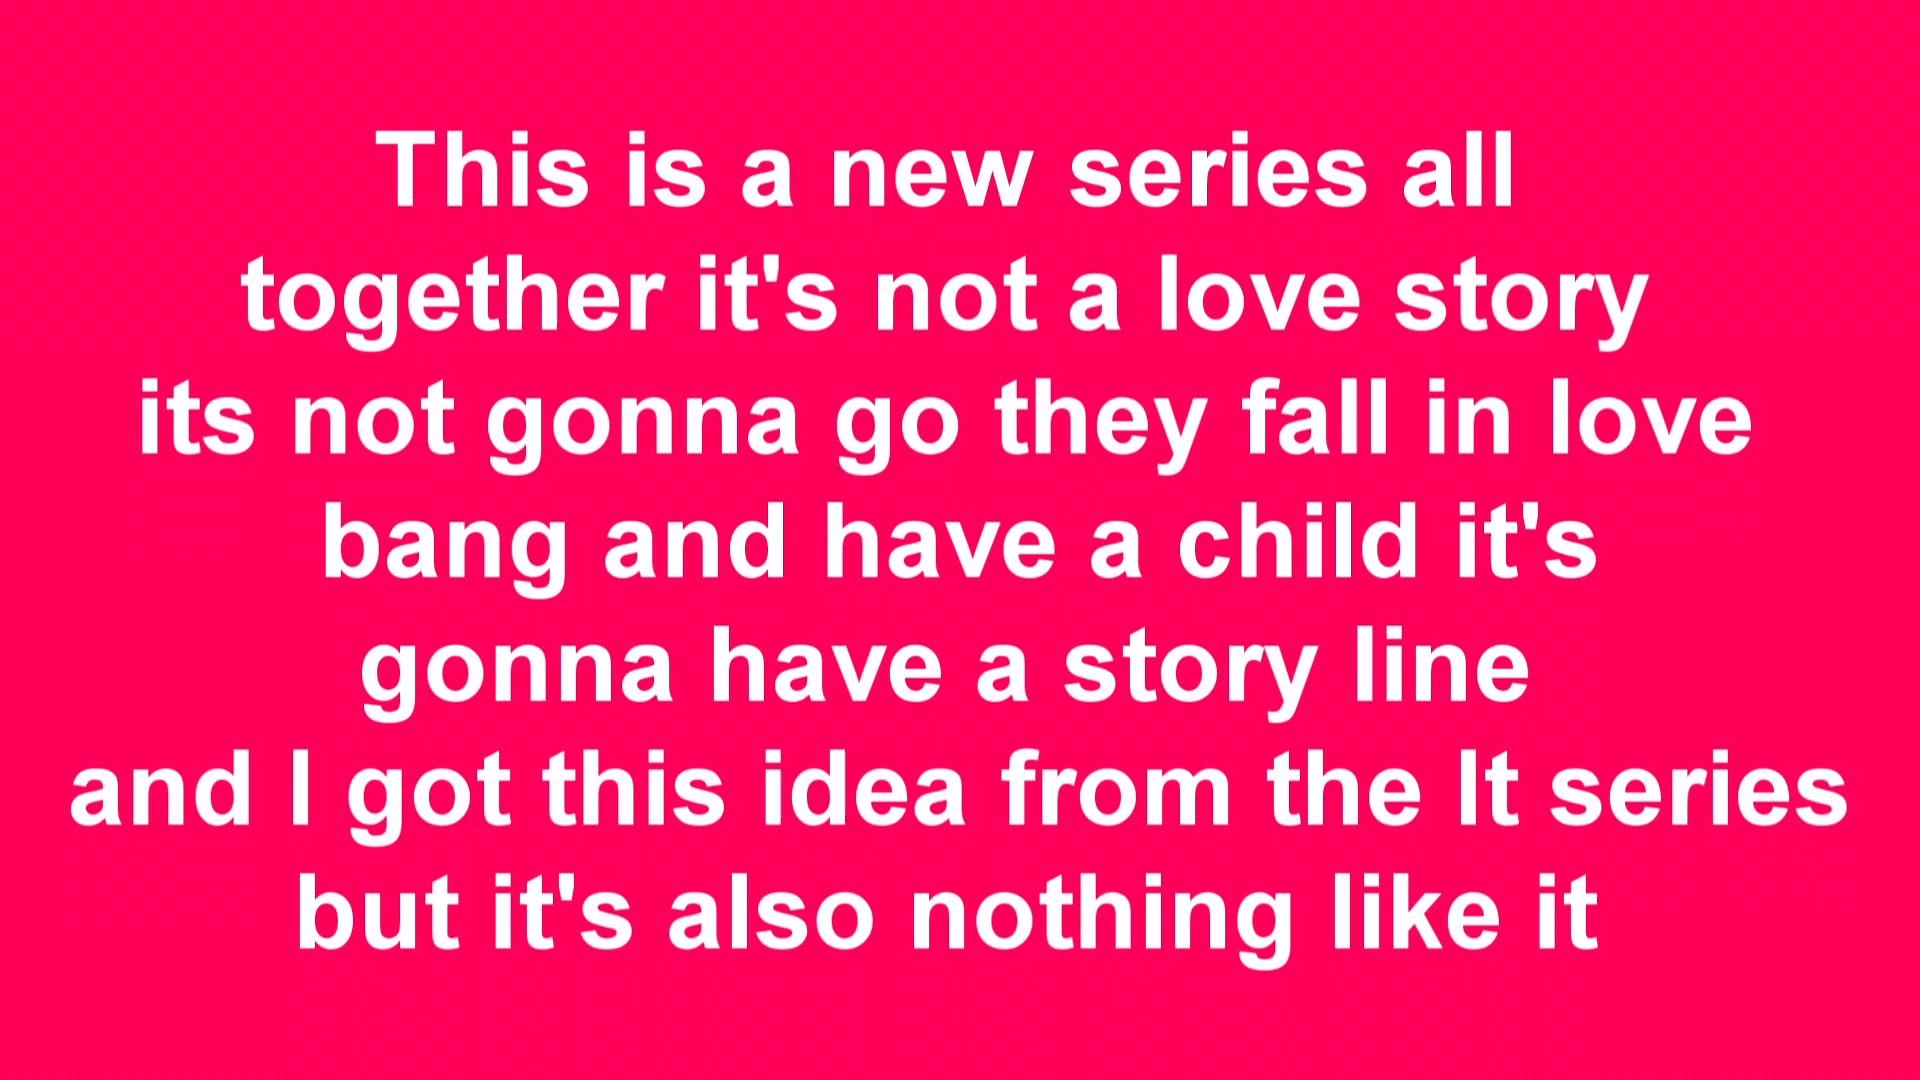 This is a new series all
together it's not a love story
its not gonna go they fall in love
bang and have a child it's
gonna have a story line
and I got this idea from the It series
but it's also nothing like it